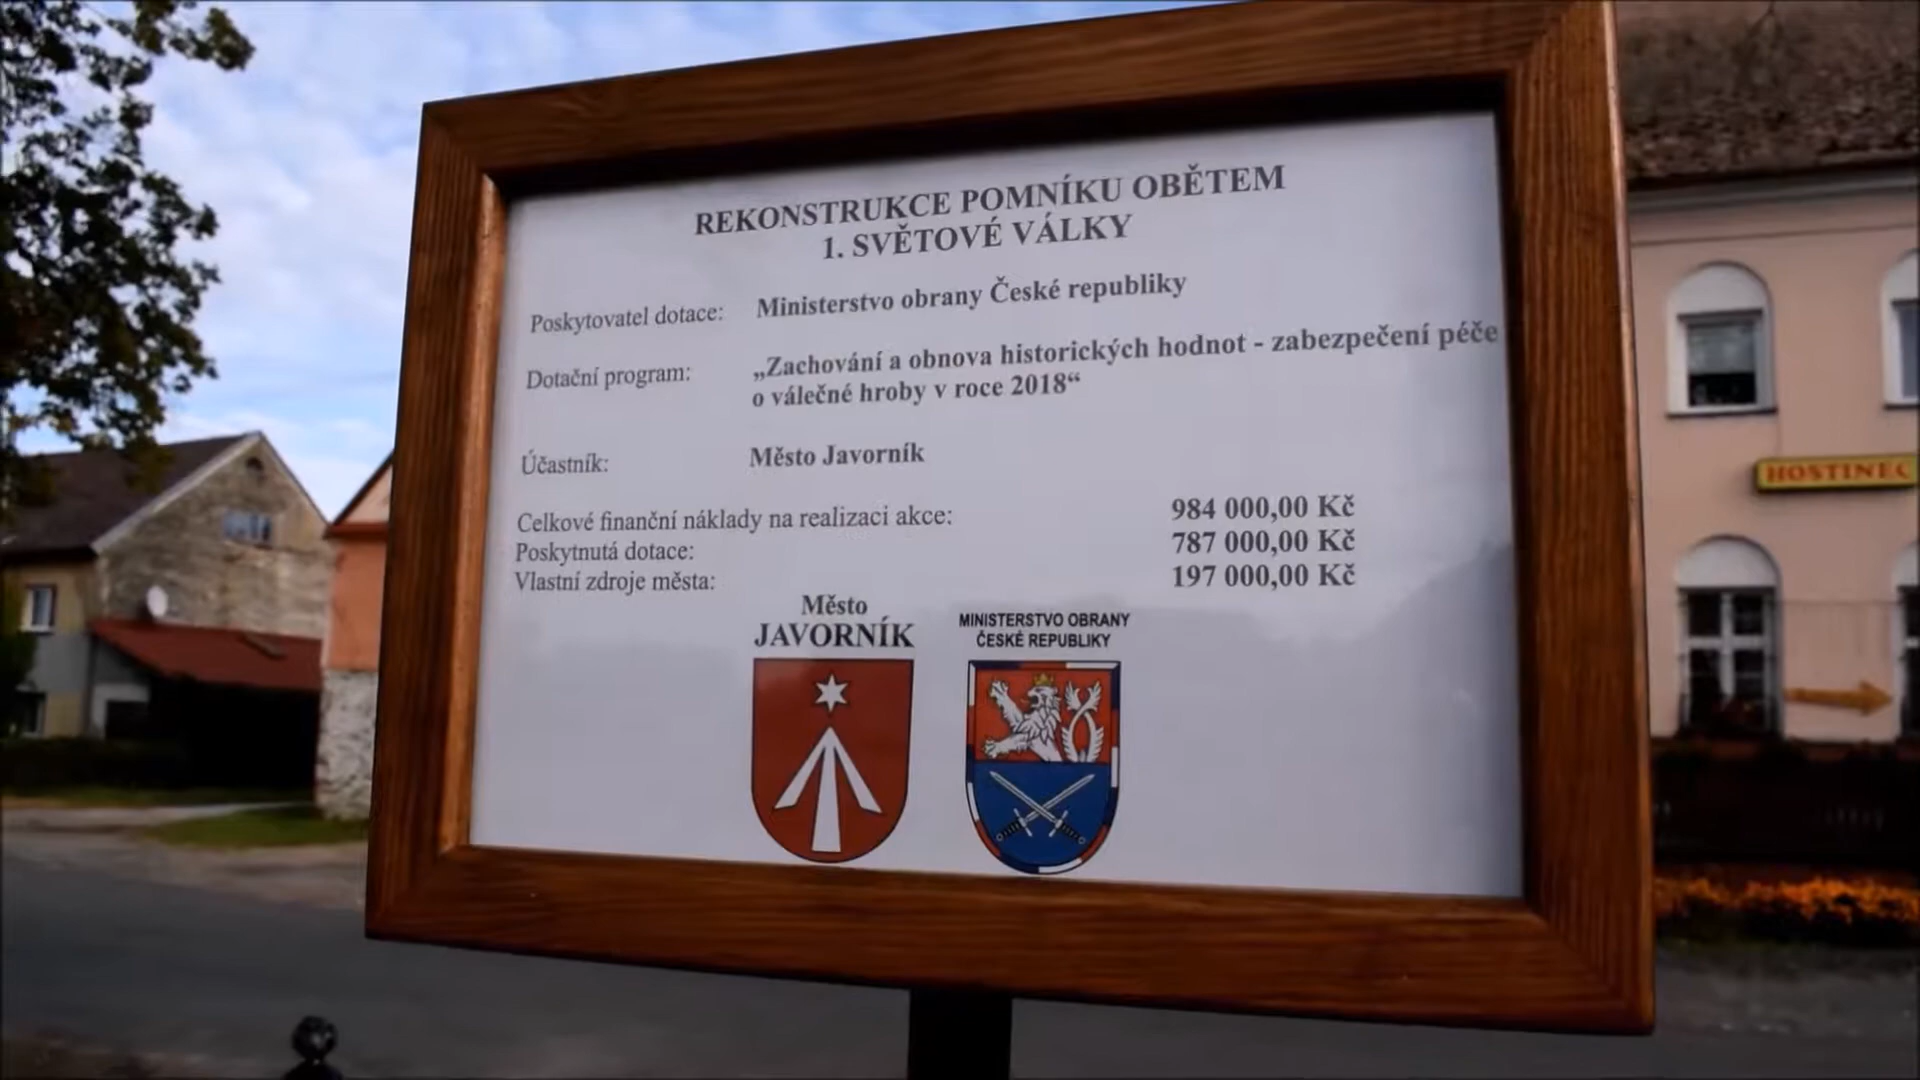 REKONSTRUKCE POMNÍKU OBĚTEM
1. SVĚTOVÉ VÁLKY
Poskytovatel dotace: Ministerstvo obrany České republiky
Dotační program: „Zachování a obnova historických hodnot - zabezpečení péče
o válečné hroby v roce 2018“
Účastník: Město Javorník
Celkové finanční náklady na realizaci akce: 984 000,00 Kč
Poskytnutá dotace: 787 000,00 Kč
Vlastní zdroje města: 197 000,00 Kč
Město
JAVORNÍK
MINISTERSTVO OBRANY
ČESKÉ REPUBLIKY
HOSTINEC